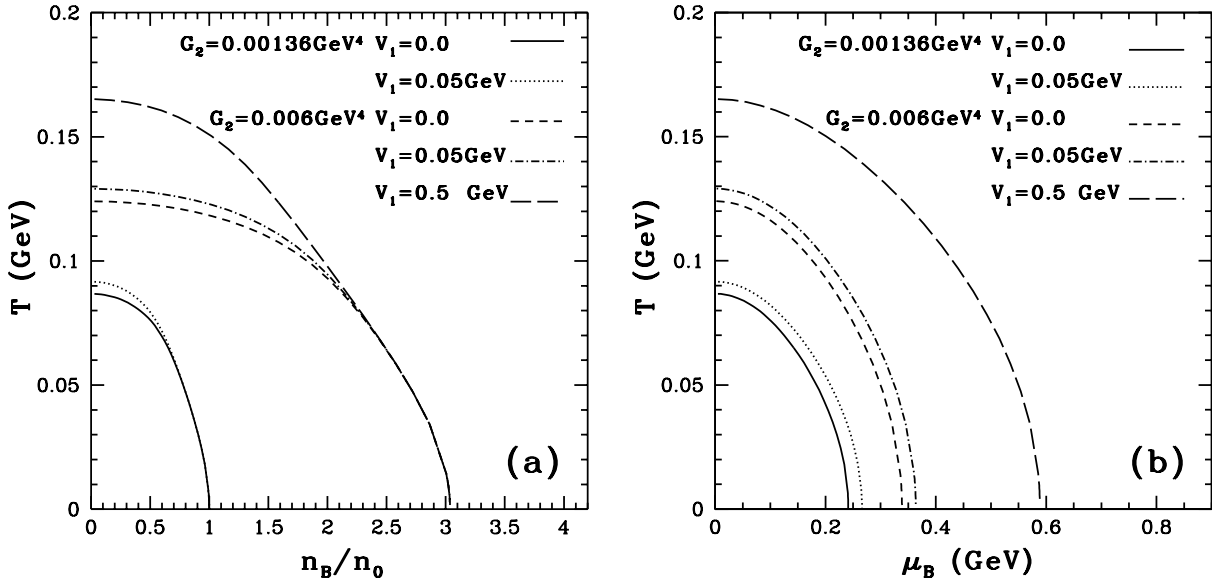 0.2
G₂=0.00136GeV⁴ V₁=0.0
V₁=0.05GeV
G₂=0.006GeV⁴ V₁=0.0
V₁=0.05GeV
V₁=0.5 GeV
0.15
0.1
0.05
0
T (GeV)
(a)
0 0.5 1 1.5 2 2.5 3 3.5 4
n_B/n₀
0.2
G₂=0.00136GeV⁴ V₁=0.0
V₁=0.05GeV
G₂=0.006GeV⁴ V₁=0.0
V₁=0.05GeV
V₁=0.5 GeV
0.15
0.1
0.05
0
T (GeV)
(b)
0 0.2 0.4 0.6 0.8
μ_B (GeV)